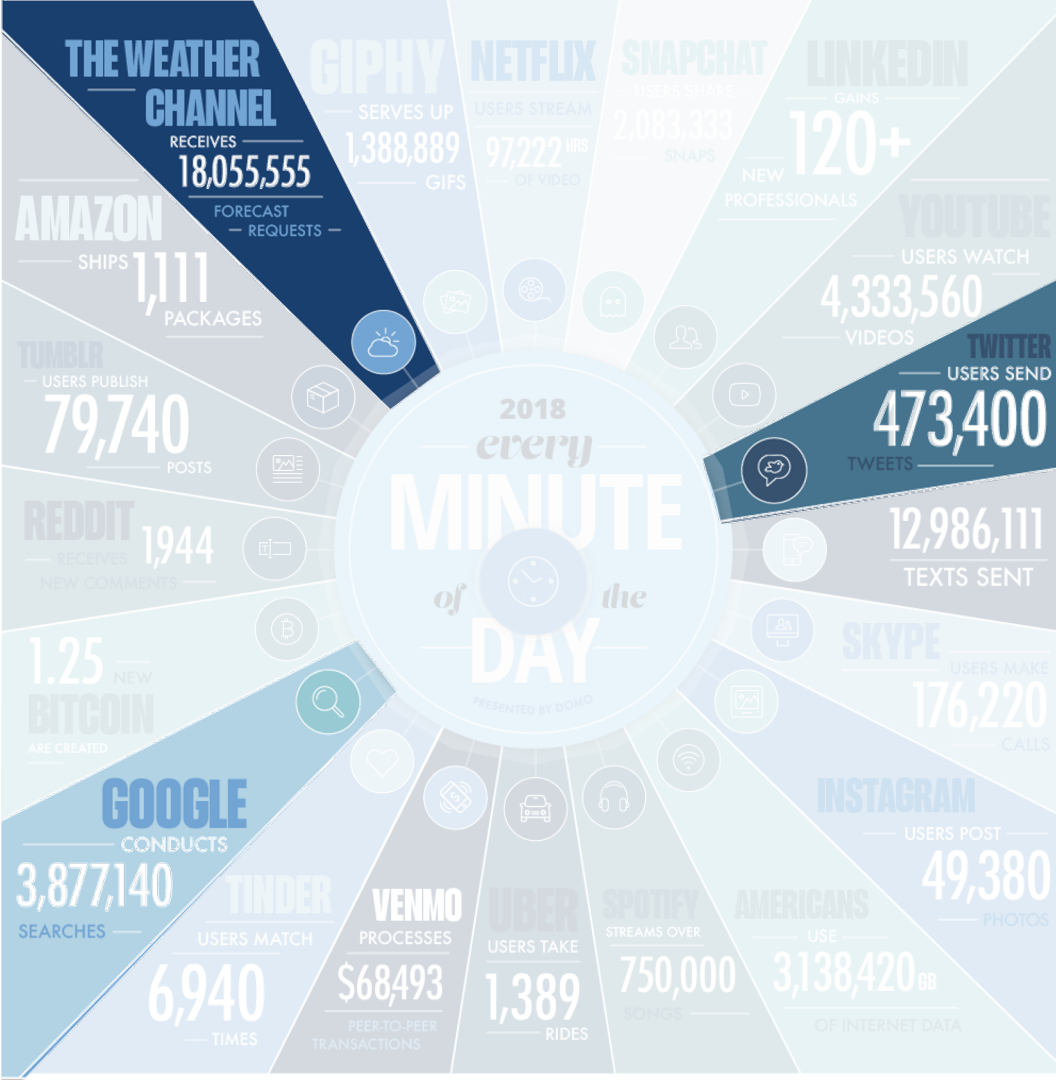 THE WEATHER
CHANNEL
RECEIVES
18,055,555
FORECAST
REQUESTS
GIPHY
SERVES UP
1,388,889
GIFS
NETFLIX
USERS STREAM
97,222 HRS
OF VIDEO
SNAPCHAT
USERS SHARE
2,083,333
SNAPS
LINKEDIN
GAINS
120+
NEW
PROFESSIONALS
YOUTUBE
USERS WATCH
4,333,560
VIDEOS
TWITTER
USERS SEND
473,400
TWEETS
12,986,111
TEXTS SENT
SKYPE
USERS MAKE
176,220
CALLS
INSTAGRAM
USERS POST
49,380
PHOTOS
AMERICANS
USE
3,138,420 GB
OF INTERNET DATA
SPOTIFY
STREAMS OVER
750,000
SONGS
UBER
USERS TAKE
1,389
RIDES
VENMO
PROCESSES
$68493
PEER-TO-PEER
TRANSACTIONS
TINDER
USERS MATCH
6,940
TIMES
GOOGLE
CONDUCTS
3,877,140
SEARCHES
1.25 NEW
BITCOIN
ARE CREATED
REDDIT
RECEIVES 1,944
NEW COMMENTS
TUMBLR
USERS PUBLISH
79,740
POSTS
AMAZON
SHIPS 1,111
PACKAGES
2018
every
MINUTE
of the
DAY
PRESENTED BY DOMO